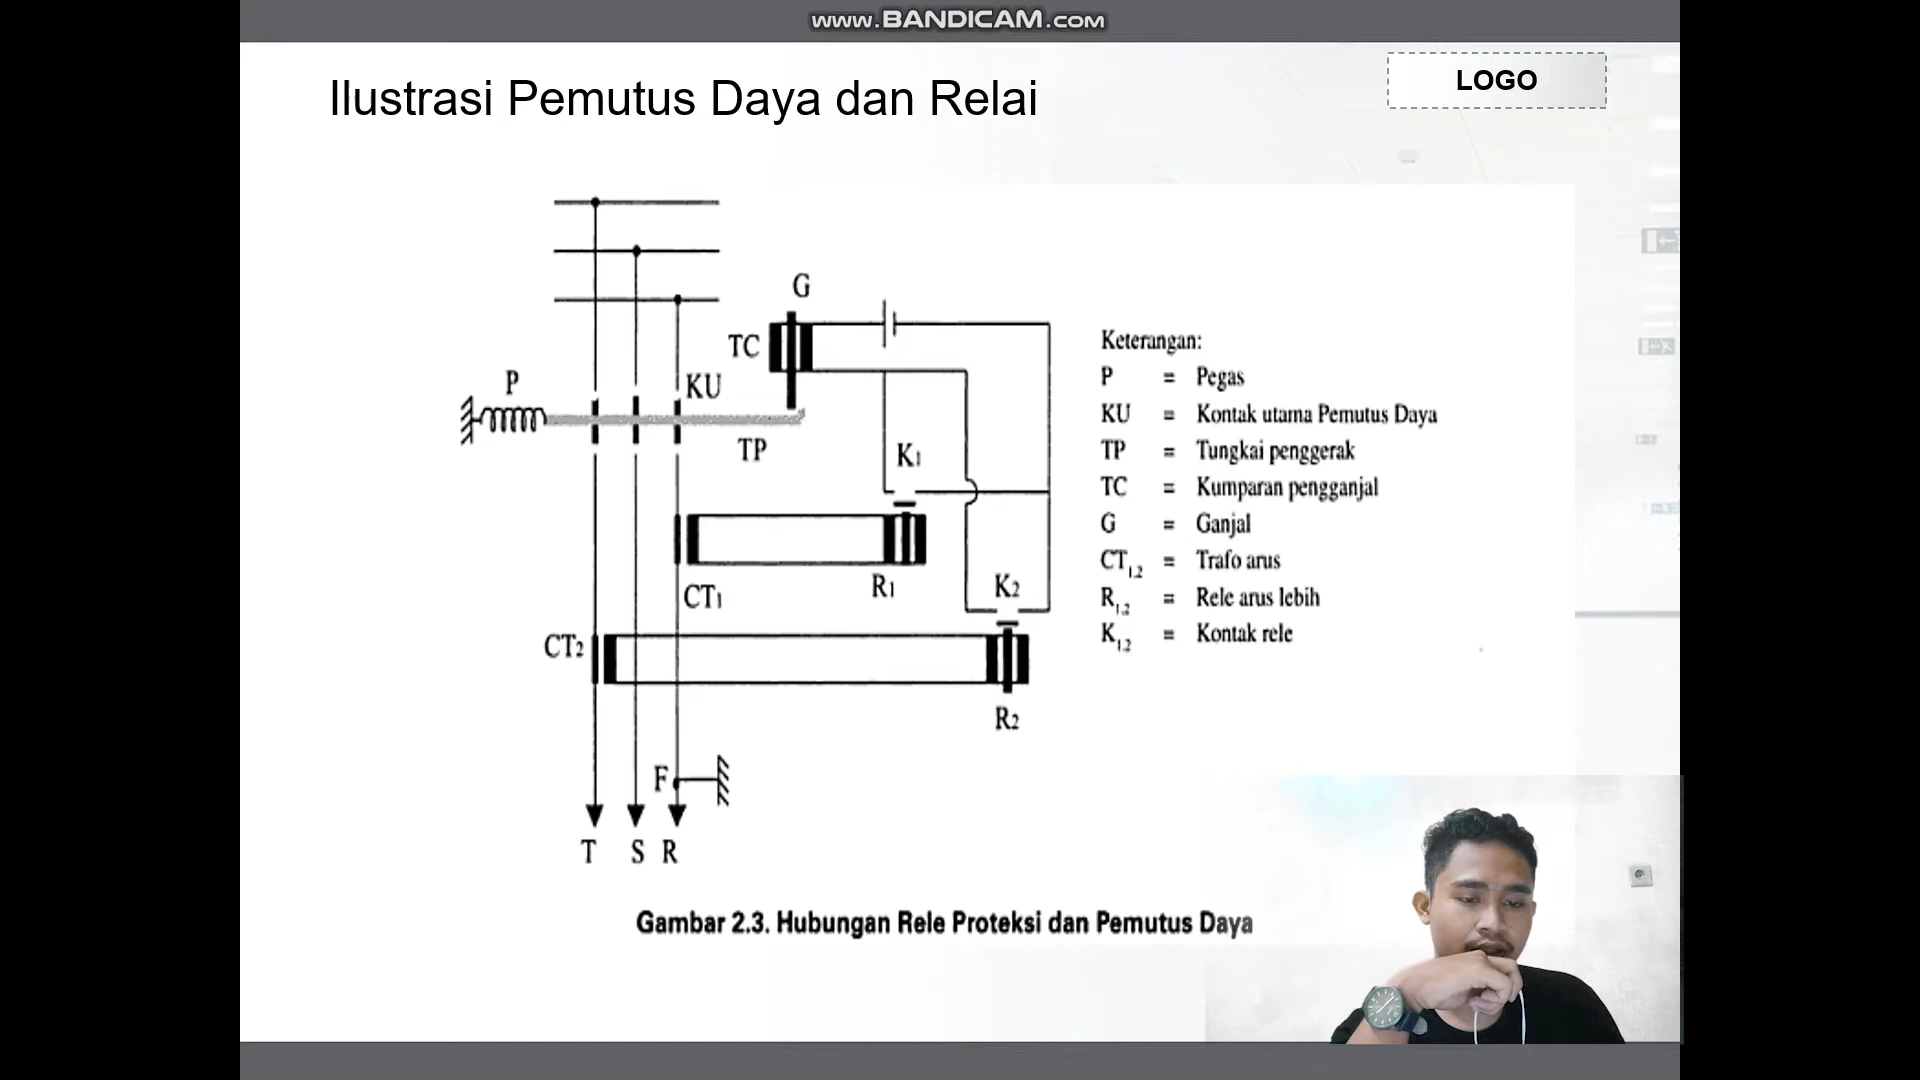 www.BANDICAM.com
Ilustrasi Pemutus Daya dan Relai
LOGO
G
TC
P
KU
TP
K1
CT1
R1
K2
CT2
R2
F
T S R
Keterangan:
P = Pegas
KU = Kontak utama Pemutus Daya
TP = Tungkai penggerak
TC = Kumparan pengganjal
G = Ganjal
CT1,2 = Trafo arus
R1,2 = Rele arus lebih
K1,2 = Kontak rele
Gambar 2.3. Hubungan Rele Proteksi dan Pemutus Daya